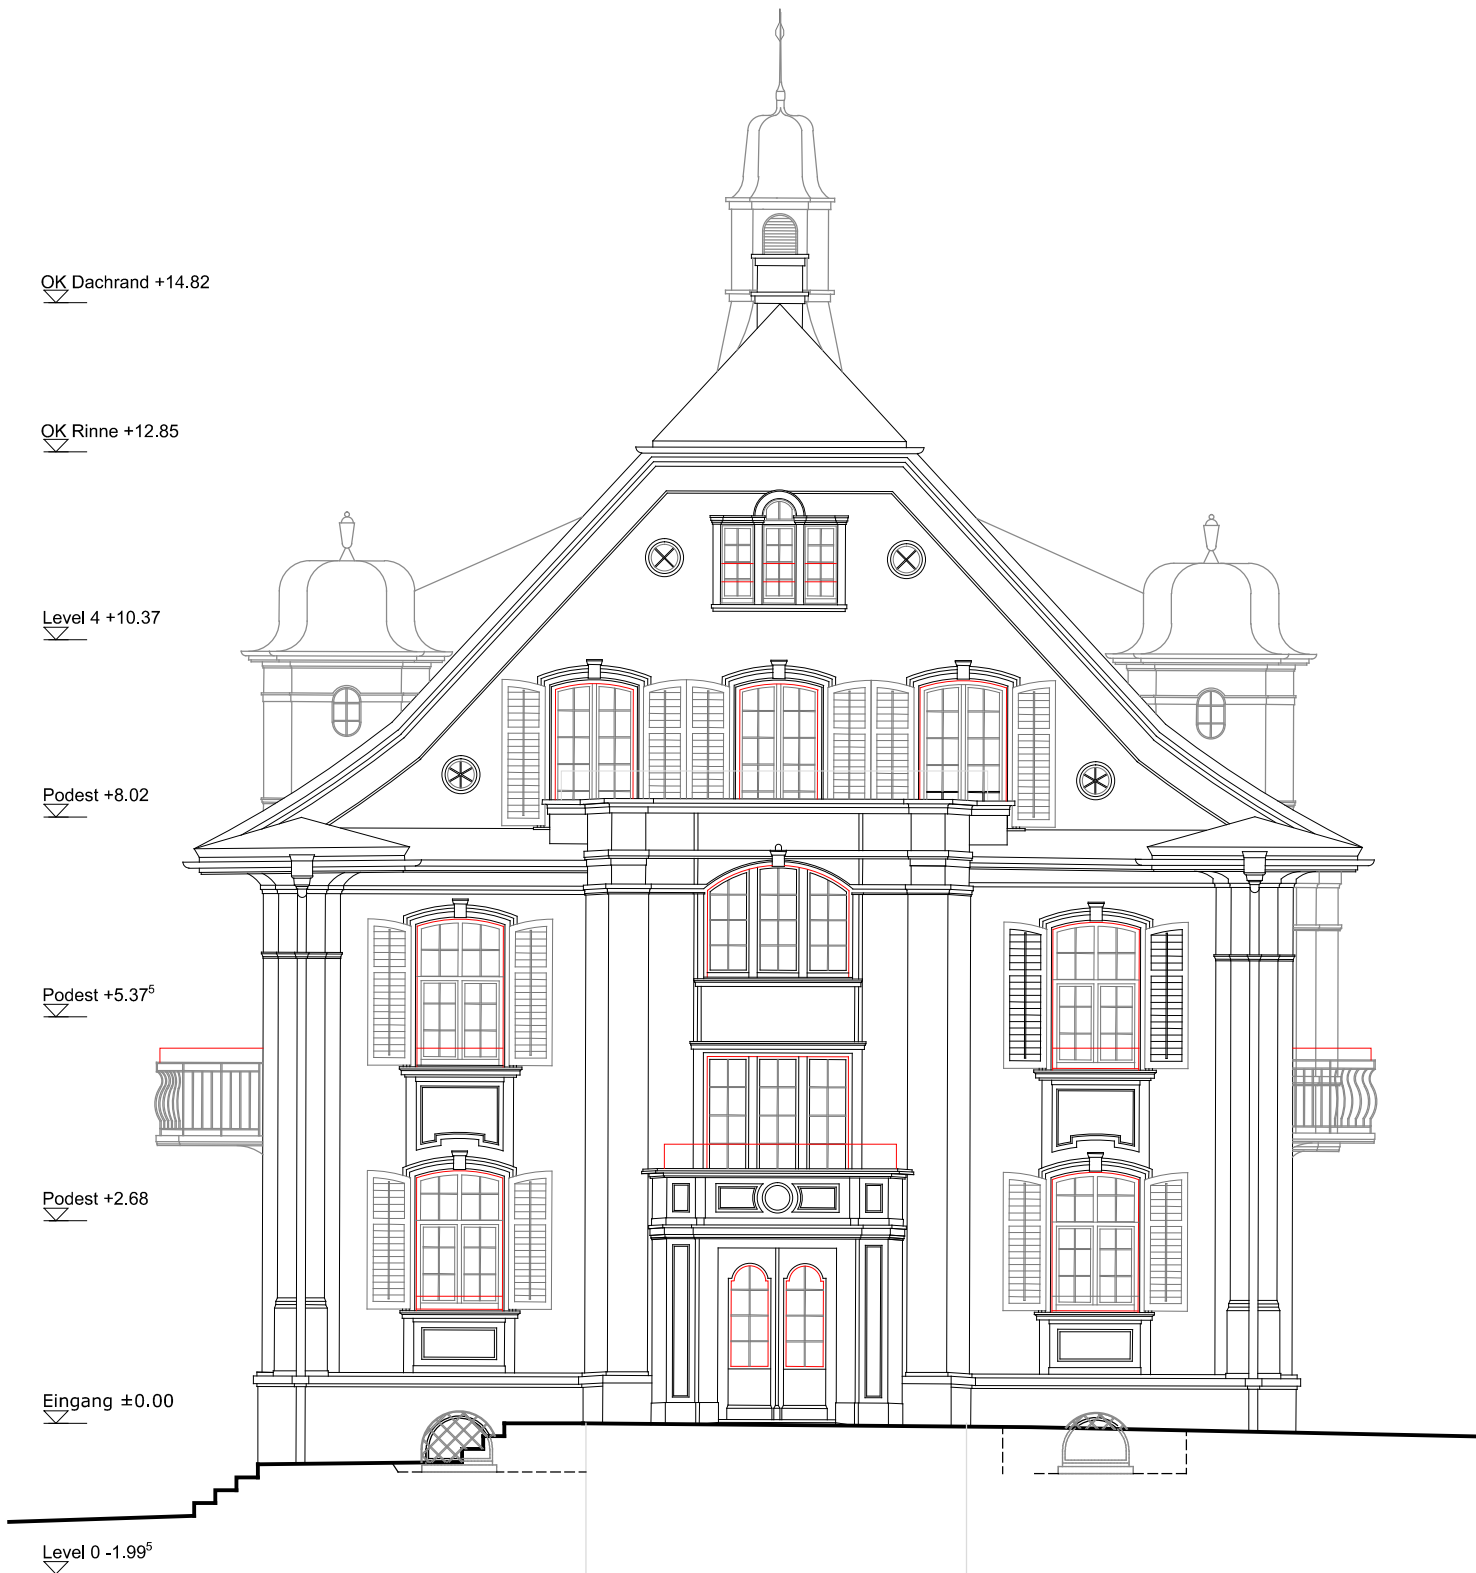 OK Dachrand +14.82
OK Rinne +12.85
Level 4 +10.37
Podest +8.02
Podest +5.37⁵
Podest +2.68
Eingang ±0.00
Level 0 -1.99⁵